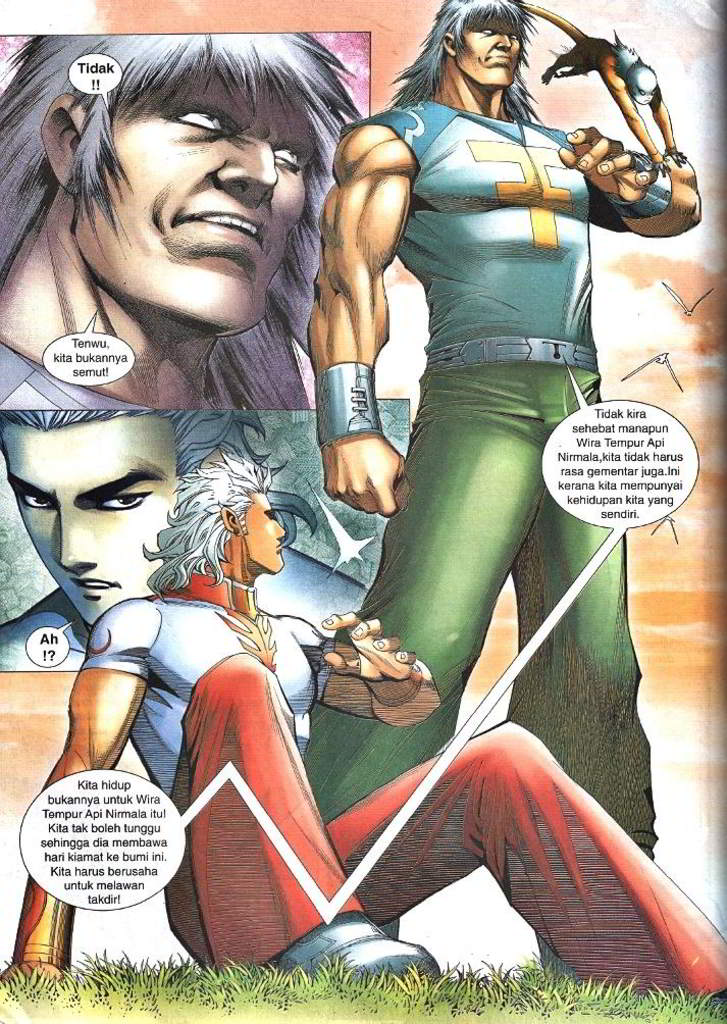 Tidak
!!
Tenwu,
kita bukannya
semut!
Tidak kira
sehebat manapun
Wira Tempur Api
Nirmala,kita tidak harus
rasa gementar juga.Ini
kerana kita mempunyai
kehidupan kita yang
sendiri.
Ah
!?
Kita hidup
bukannya untuk Wira
Tempur Api Nirmala itu!
Kita tak boleh tunggu
sehingga dia membawa
hari kiamat ke bumi ini.
Kita harus berusaha
untuk melawan
takdir!